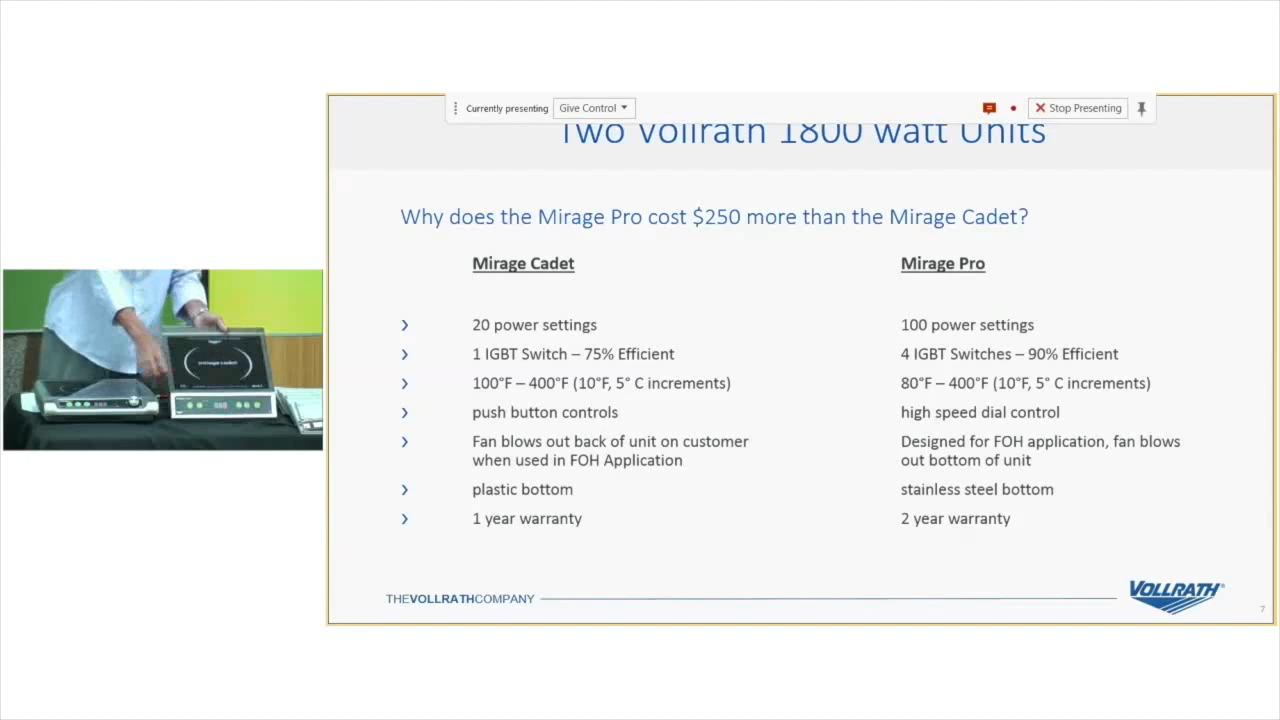 Currently presenting
Give Control
Stop Presenting
Two Vollrath 1800 watt Units
Why does the Mirage Pro cost $250 more than the Mirage Cadet?
Mirage Cadet
Mirage Pro
› 20 power settings
100 power settings
› 1 IGBT Switch – 75% Efficient
4 IGBT Switches – 90% Efficient
› 100°F – 400°F (10°F, 5° C increments)
80°F – 400°F (10°F, 5° C increments)
› push button controls
high speed dial control
› Fan blows out back of unit on customer
when used in FOH Application
Designed for FOH application, fan blows
out bottom of unit
› plastic bottom
stainless steel bottom
› 1 year warranty
2 year warranty
THEVOLLRATHCOMPANY
VOLLRATH®
7
mirage cadet